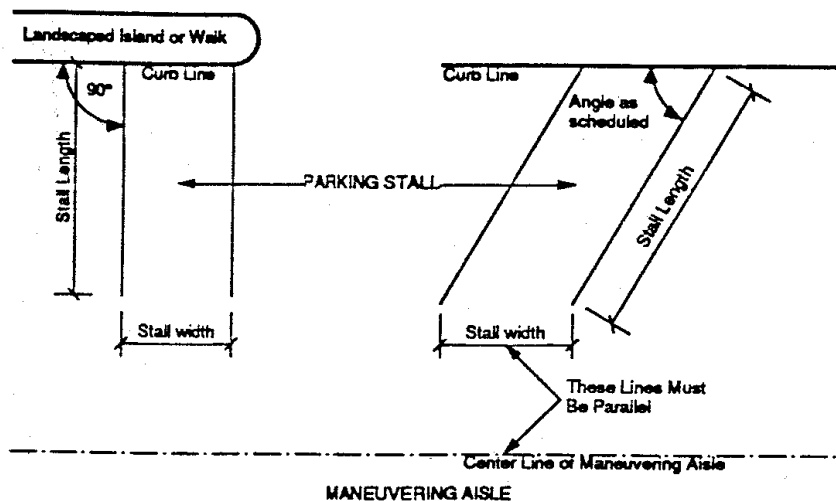 Landscaped Island or Walk
Curb Line
Curb Line
90°
Angle as
scheduled
Stall Length
PARKING STALL
Stall Length
Stall width
Stall width
These Lines Must
Be Parallel
Center Line of Maneuvering Aisle
MANEUVERING AISLE